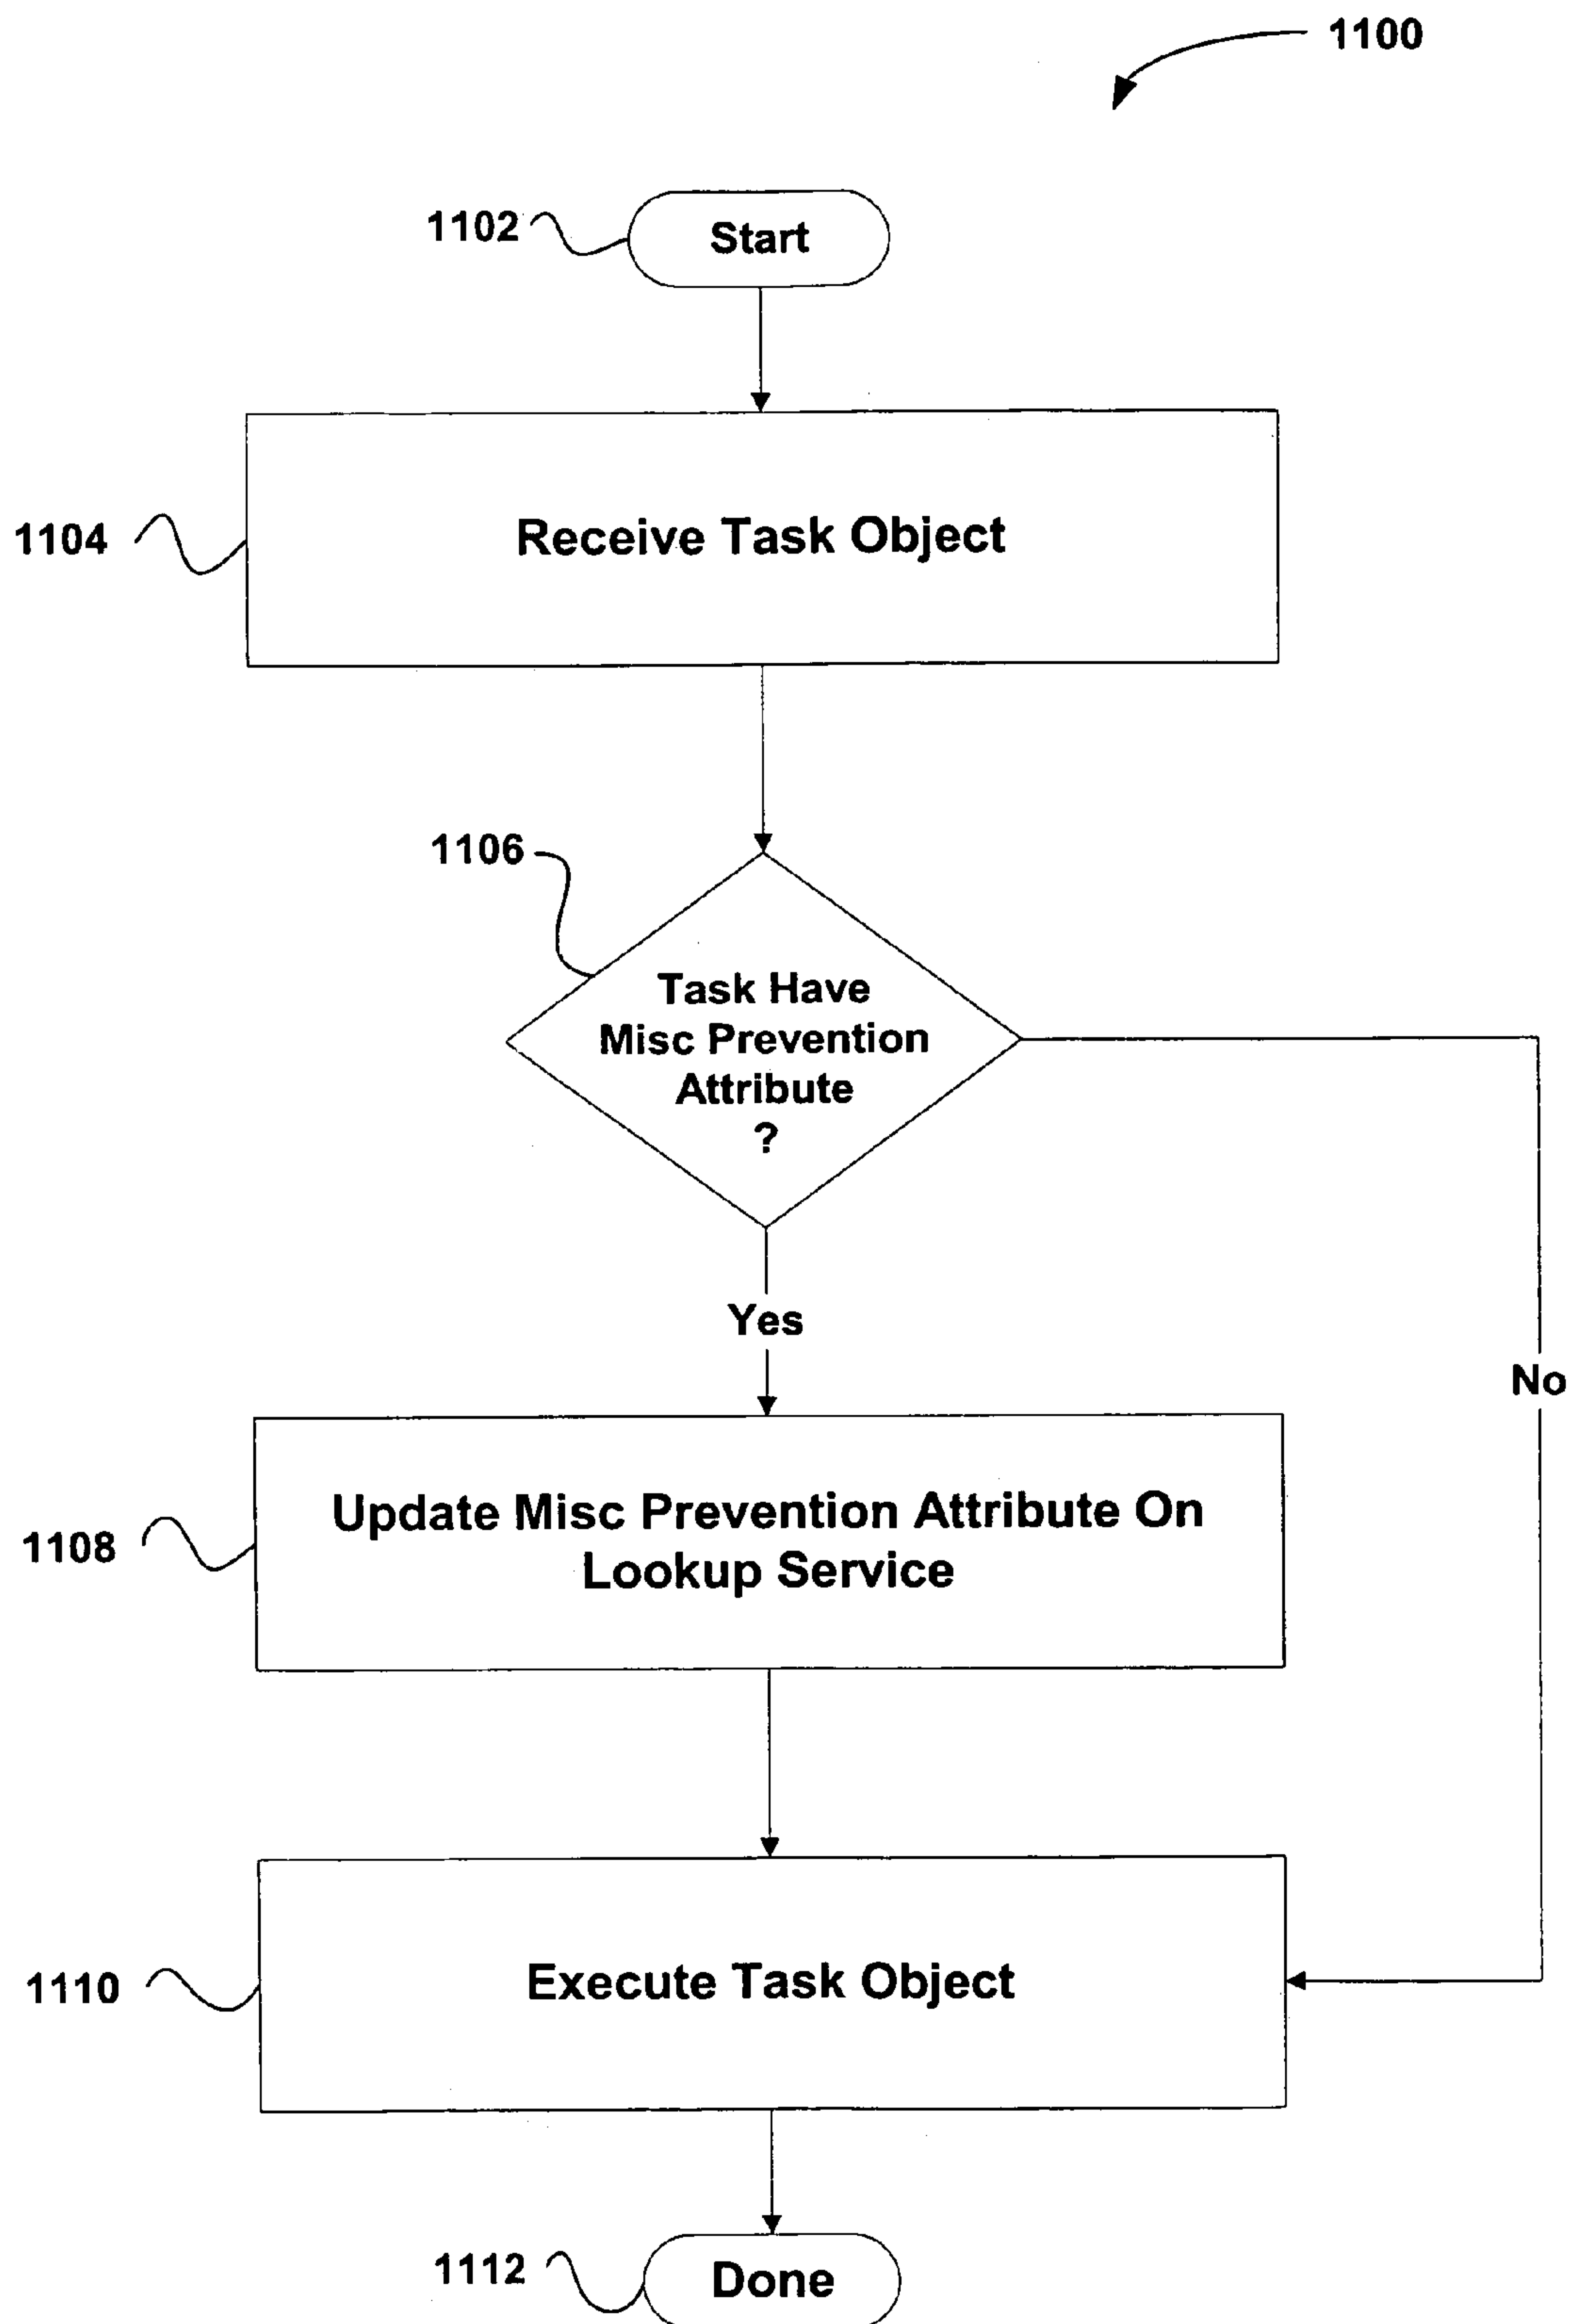 1100
1102
Start
1104
Receive Task Object
1106
Task Have
Misc Prevention
Attribute
?
Yes
No
1108
Update Misc Prevention Attribute On
Lookup Service
1110
Execute Task Object
1112
Done